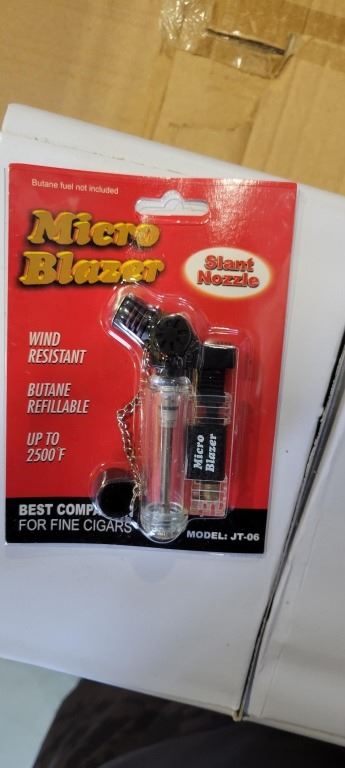 Butane fuel not included
Micro
Blazer
Slant
Nozzle
WIND
RESISTANT
BUTANE
REFILLABLE
UP TO
2500°F
Micro
Blazer
BEST
FOR FINE CIGARS
MODEL: JT-06